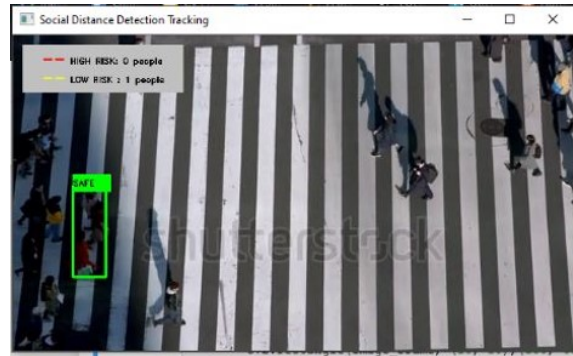 Social Distance Detection Tracking
HIGH RISK: 0 people
LOW RISK : 1 people
SAFE
shutterstock